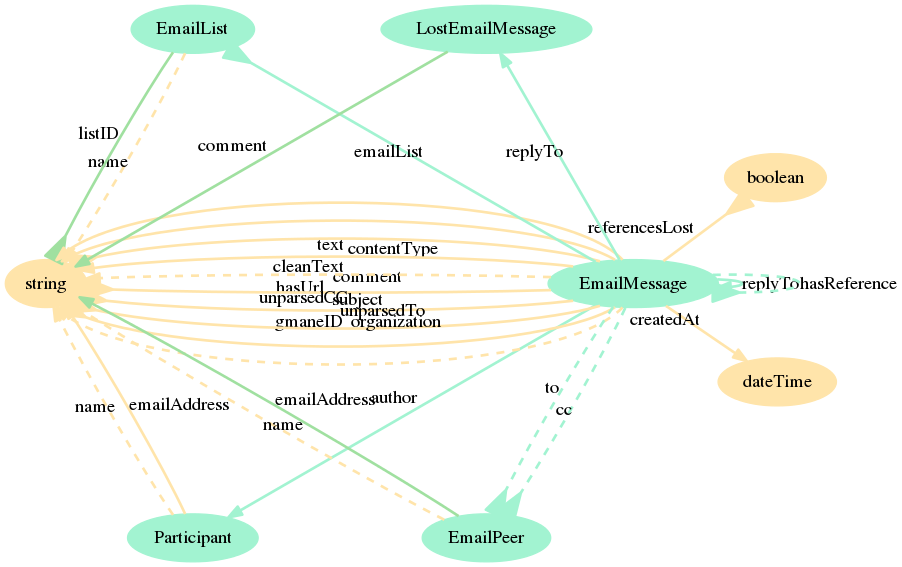 EmailList
LostEmailMessage
listID
name
comment
emailList
replyTo
boolean
referencesLost
text
contentType
cleanText
comment
hasUrl
unparsedCC
subject
unparsedTo
gmaneID
organization
string
EmailMessage
replyTo
hasReference
createdAt
dateTime
name
emailAddress
emailAddress
author
name
to
cc
Participant
EmailPeer